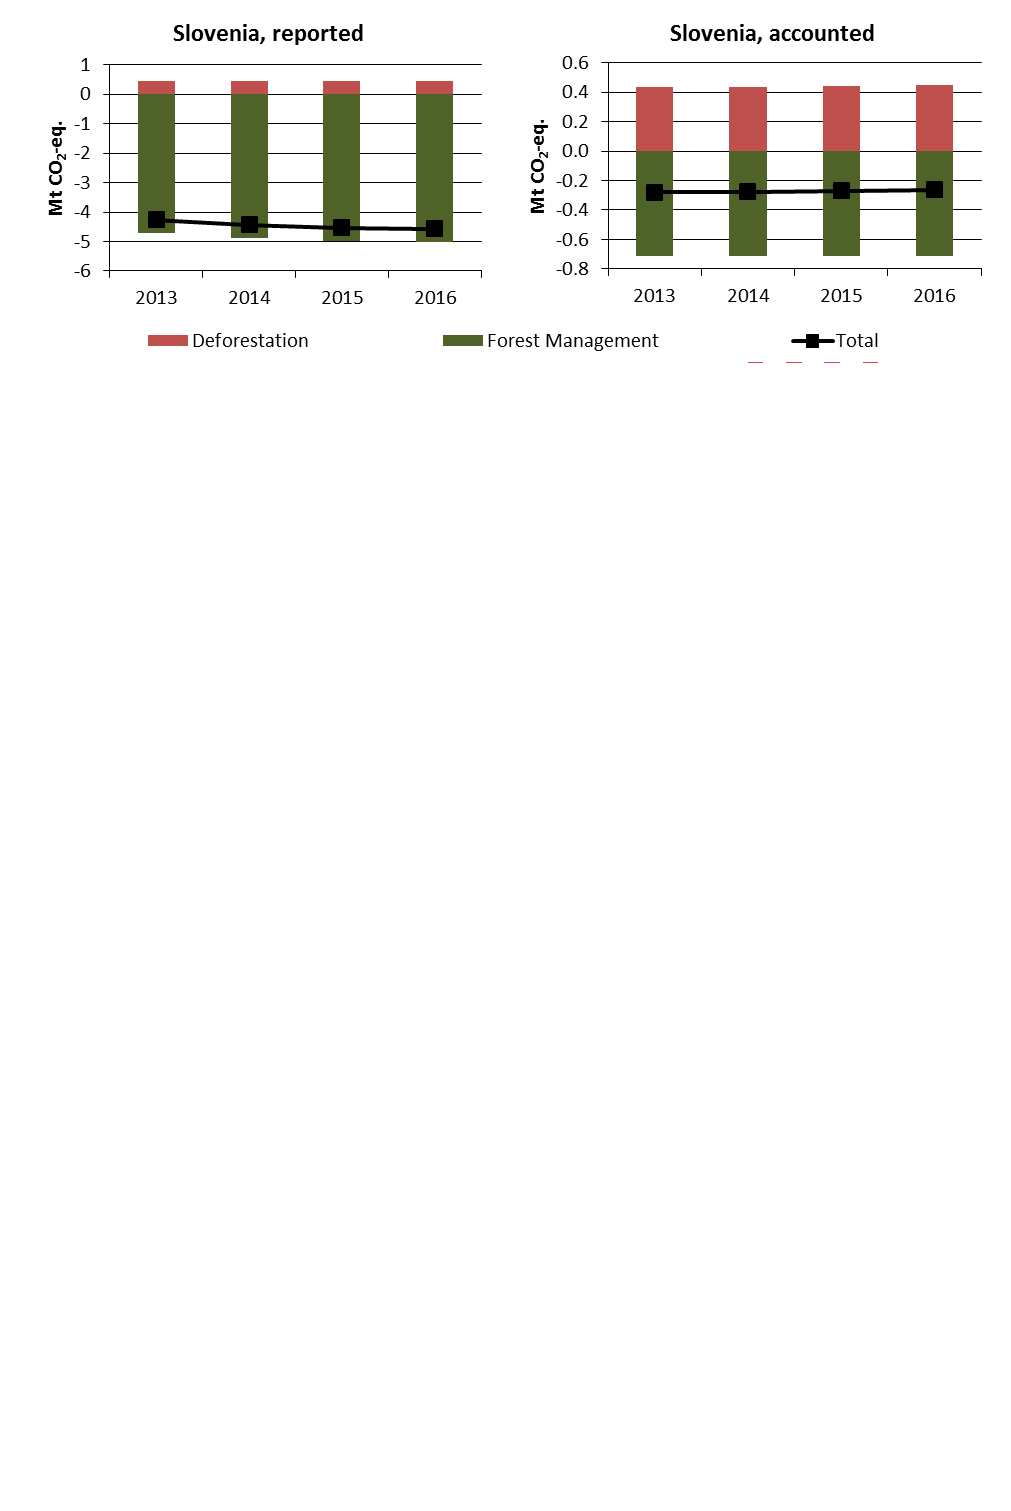 Slovenia, reported
Mt CO₂-eq.
1
0
-1
-2
-3
-4
-5
-6
2013 2014 2015 2016
Slovenia, accounted
Mt CO₂-eq.
0.6
0.4
0.2
0.0
-0.2
-0.4
-0.6
-0.8
2013 2014 2015 2016
Deforestation Forest Management Total